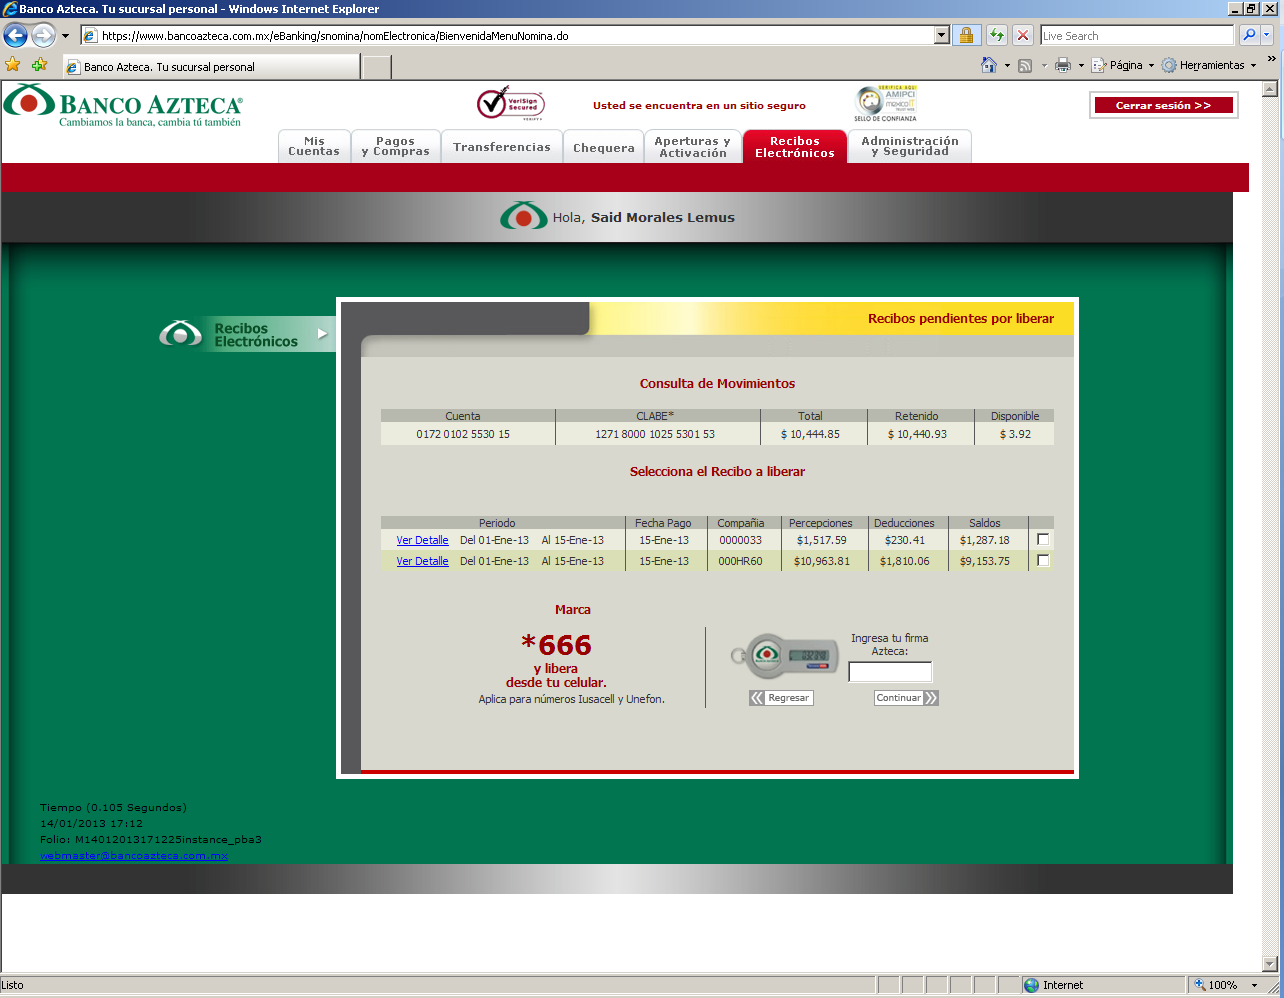 Banco Azteca. Tu sucursal personal - Windows Internet Explorer
https://www.bancoazteca.com.mx/eBanking/snomina/nomElectronica/BienvenidaMenuNomina.do
Live Search
Banco Azteca. Tu sucursal personal
Página
Herramientas
BANCO AZTECA
Cambiamos la banca, cambia tú también
VeriSign
Secured
VERIFY
Usted se encuentra en un sitio seguro
VERIFICA AQUI
AMIPCI
SELLO DE CONFIANZA
Cerrar sesión >>
Mis Cuentas
Pagos y Compras
Transferencias
Chequera
Aperturas y Activación
Recibos Electrónicos
Administración y Seguridad
Hola, Said Morales Lemus
Recibos
Electrónicos
Recibos pendientes por liberar
Consulta de Movimientos
Cuenta CLABE* Total Retenido Disponible
0172 0102 5530 15 1271 8000 1025 5301 53 $ 10,444.85 $ 10,440.93 $ 3.92
Selecciona el Recibo a liberar
Periodo Fecha Pago Compañia Percepciones Deducciones Saldos
Ver Detalle Del 01-Ene-13 Al 15-Ene-13 15-Ene-13 0000033 $1,517.59 $230.41 $1,287.18
Ver Detalle Del 01-Ene-13 Al 15-Ene-13 15-Ene-13 000HR60 $10,963.81 $1,810.06 $9,153.75
Marca
*666
y libera
desde tu celular.
Aplica para números Iusacell y Unefon.
Ingresa tu firma
Azteca:
Regresar
Continuar
Tiempo (0.105 Segundos)
14/01/2013 17:12
Folio: M14012013171225instance_pba3
webmaster@bancoazteca.com.mx
Listo
Internet
100%